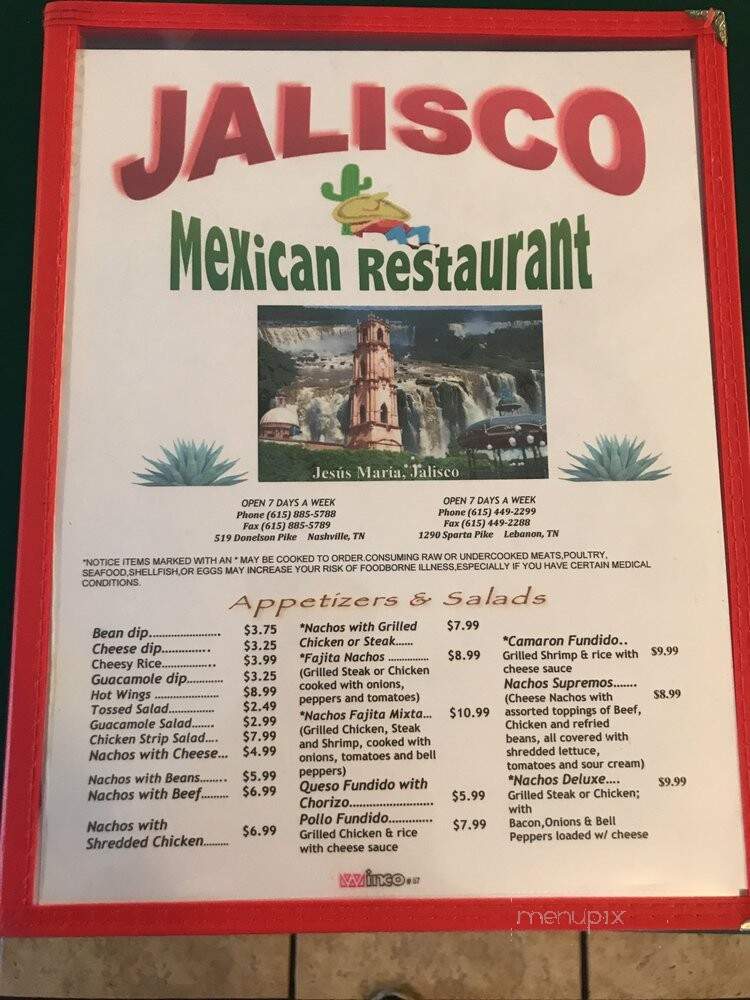 JALISCO
Mexican Restaurant
Jesús María, Jalisco
OPEN 7 DAYS A WEEK
Phone (615) 885-5788
Fax (615) 885-5789
519 Donelson Pike Nashville, TN
OPEN 7 DAYS A WEEK
Phone (615) 449-2299
Fax (615) 449-2288
1290 Sparta Pike Lebanon, TN
*NOTICE ITEMS MARKED WITH AN * MAY BE COOKED TO ORDER.CONSUMING RAW OR UNDERCOOKED MEATS,POULTRY,
SEAFOOD,SHELLFISH,OR EGGS MAY INCREASE YOUR RISK OF FOODBORNE ILLNESS,ESPECIALLY IF YOU HAVE CERTAIN MEDICAL
CONDITIONS.
Appetizers & Salads
Bean dip........................ $3.75
Cheese dip.............. $3.25
Cheesy Rice................. $3.99
Guacamole dip............ $3.25
Hot Wings ..................... $8.99
Tossed Salad............... $2.49
Guacamole Salad....... $2.99
Chicken Strip Salad.... $7.99
Nachos with Cheese... $4.99
Nachos with Beans........ $5.99
Nachos with Beef......... $6.99
Nachos with
Shredded Chicken......... $6.99
*Nachos with Grilled $7.99
Chicken or Steak......
*Fajita Nachos .............. $8.99
(Grilled Steak or Chicken
cooked with onions,
peppers and tomatoes)
*Nachos Fajita Mixta... $10.99
(Grilled Chicken, Steak
and Shrimp, cooked with
onions, tomatoes and bell
peppers)
Queso Fundido with
Chorizo.......................... $5.99
Pollo Fundido............. $7.99
Grilled Chicken & rice
with cheese sauce
*Camaron Fundido..
Grilled Shrimp & rice with $9.99
cheese sauce
Nachos Supremos.......
(Cheese Nachos with $8.99
assorted toppings of Beef,
Chicken and refried
beans, all covered with
shredded lettuce,
tomatoes and sour cream)
*Nachos Deluxe.... $9.99
Grilled Steak or Chicken;
with
Bacon,Onions & Bell
Peppers loaded w/ cheese
Winco # 67
menupix